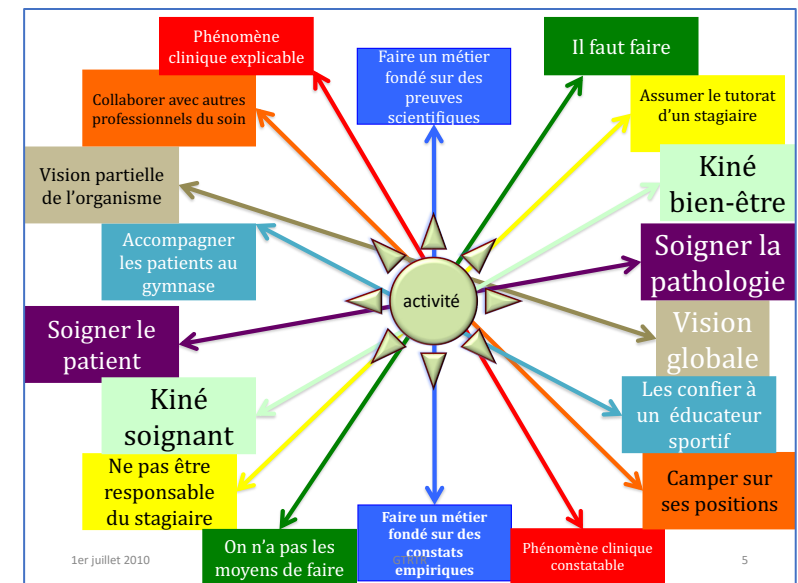 Phénomène
clinique explicable
Faire un métier
fondé sur des
preuves
scientifiques
Il faut faire
Collaborer avec autres
professionnels du soin
Assumer le tutorat
d'un stagiaire
Vision partielle
de l'organisme
Kiné
bien-être
Accompagner
les patients au
gymnase
Soigner la
pathologie
activité
Soigner le
patient
Vision
globale
Kiné
soignant
Les confier à
un éducateur
sportif
Ne pas être
responsable
du stagiaire
Camper sur
ses positions
On n'a pas les
moyens de faire
Faire un métier
fondé sur des
constats
empiriques
Phénomène clinique
constatable
1er juillet 2010
5